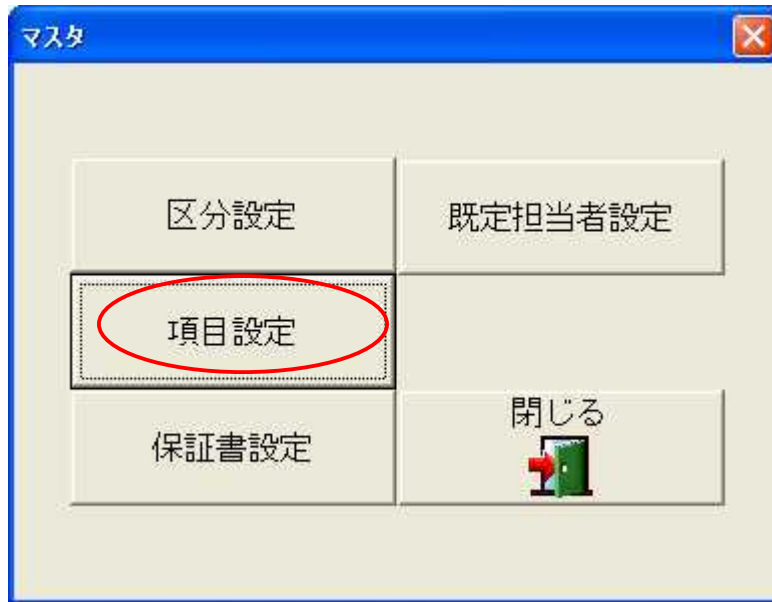 マスタ
区分設定
既定担当者設定
項目設定
保証書設定
閉じる